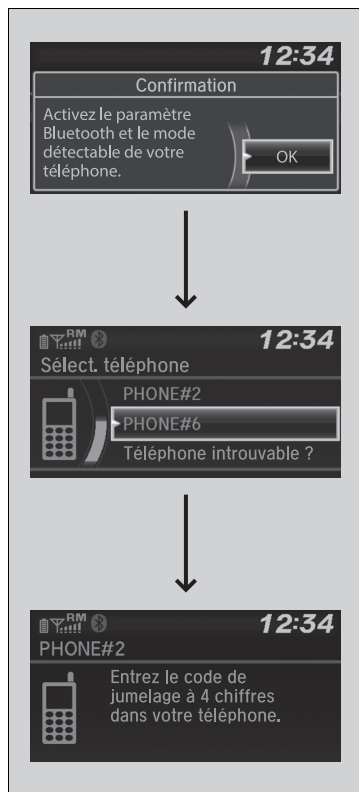 12:34
Confirmation
Activez le paramètre
Bluetooth et le mode
détectable de votre
téléphone.
OK
RM
12:34
Sélect. téléphone
PHONE#2
PHONE#6
Téléphone introuvable ?
RM
12:34
PHONE#2
Entrez le code de
jumelage à 4 chiffres
dans votre téléphone.